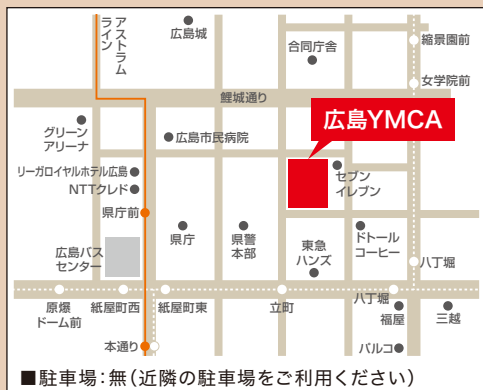 アストラム
ライン
広島城
合同庁舎
縮景園前
女学院前
鯉城通り
広島YMCA
グリーン
アリーナ
広島市民病院
セブン
イレブン
リーガロイヤルホテル広島
NTTクレド
県庁前
広島バス
センター
県庁
県警
本部
東急
ハンズ
ドトール
コーヒー
八丁堀
原爆
ドーム前
紙屋町西
紙屋町東
立町
八丁堀
福屋
三越
本通り
パルコ
■駐車場:無(近隣の駐車場をご利用ください)